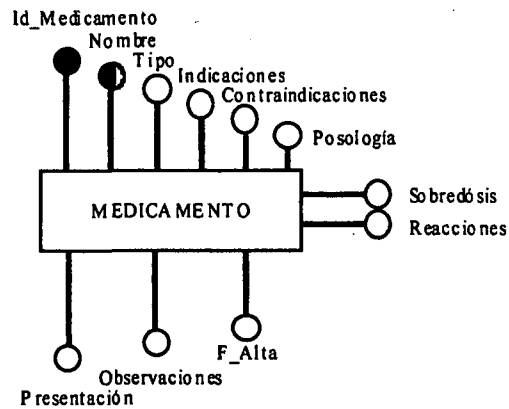 Id_Medicamento
Nombre
Tipo
Indicaciones
Contraindicaciones
Posología
MEDICAMENTO
Sobredósis
Reacciones
F_Alta
Observaciones
Presentación